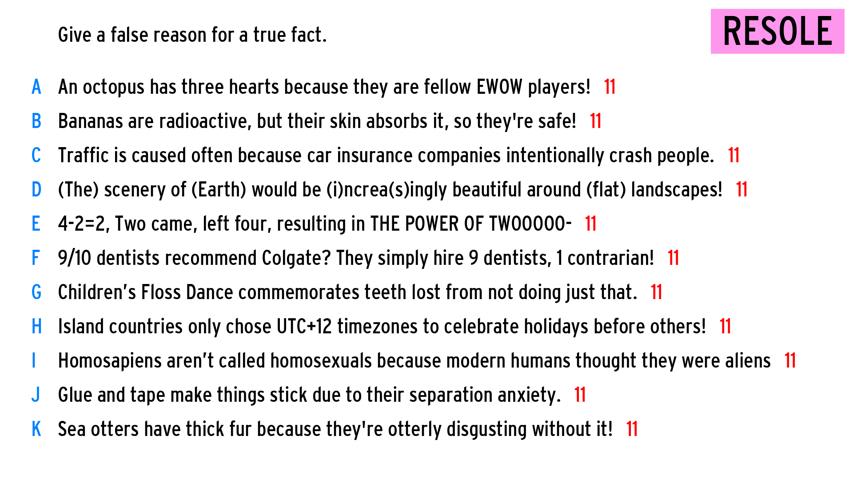 Give a false reason for a true fact.
RESOLE
A An octopus has three hearts because they are fellow EWOW players! 11
B Bananas are radioactive, but their skin absorbs it, so they're safe! 11
C Traffic is caused often because car insurance companies intentionally crash people. 11
D (The) scenery of (Earth) would be (i)ncrea(s)ingly beautiful around (flat) landscapes! 11
E 4-2=2, Two came, left four, resulting in THE POWER OF TWOOOOO- 11
F 9/10 dentists recommend Colgate? They simply hire 9 dentists, 1 contrarian! 11
G Children’s Floss Dance commemorates teeth lost from not doing just that. 11
H Island countries only chose UTC+12 timezones to celebrate holidays before others! 11
I Homosapiens aren’t called homosexuals because modern humans thought they were aliens 11
J Glue and tape make things stick due to their separation anxiety. 11
K Sea otters have thick fur because they're otterly disgusting without it! 11